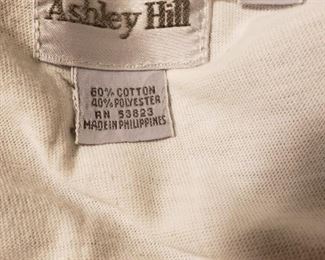 Ashley Hill
60% COTTON
40% POLYESTER
RN 53823
MADE IN PHILIPPINES